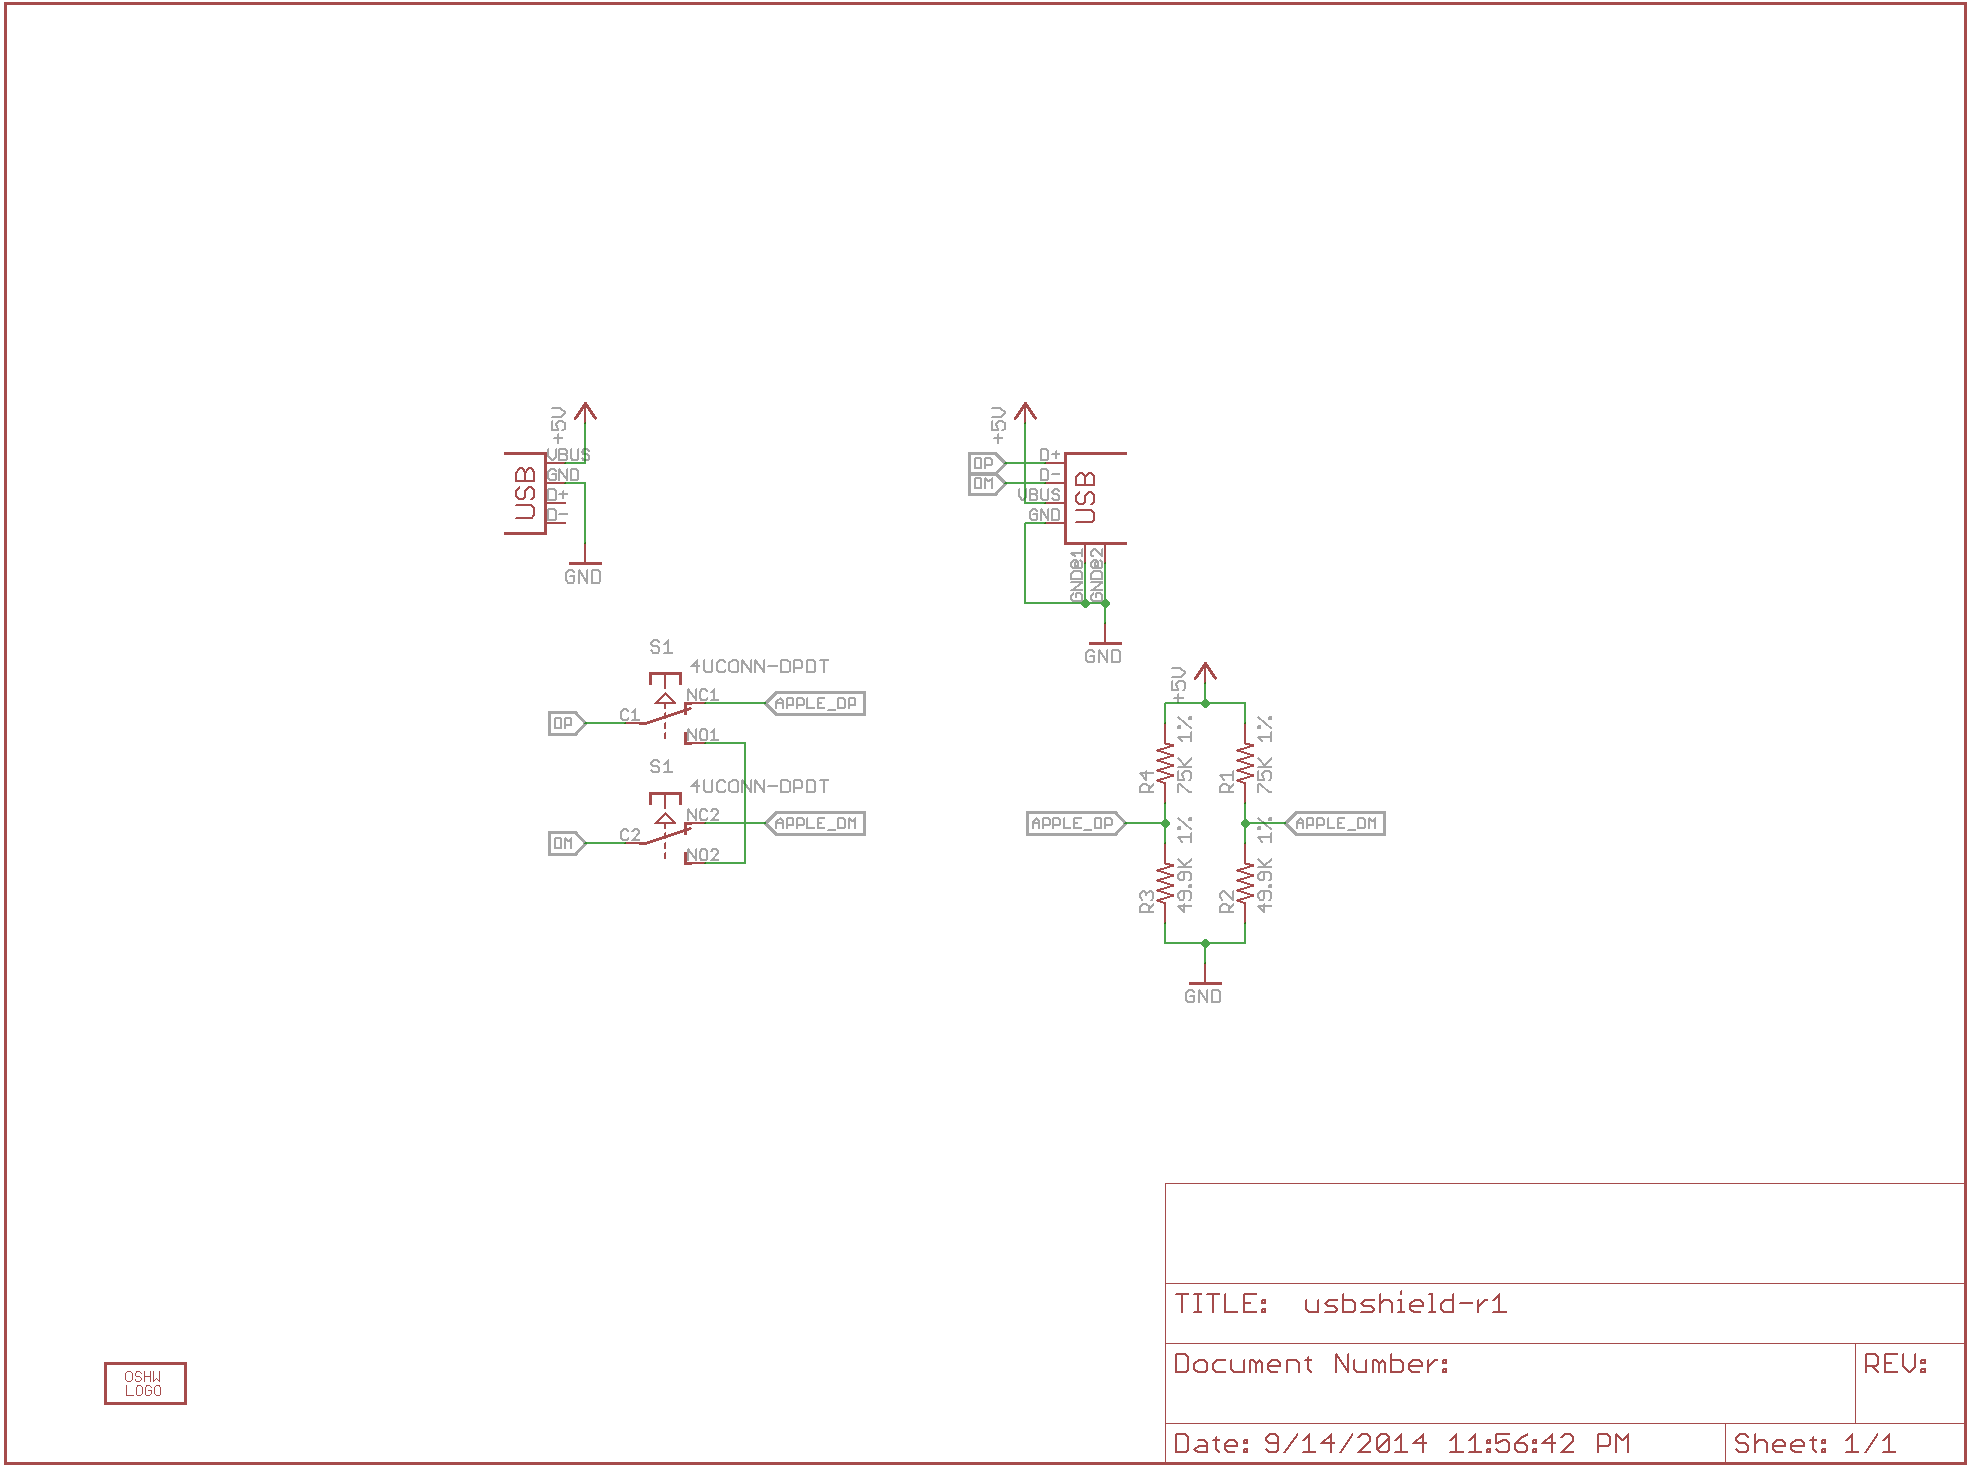 +5V
VBUS
GND
D+
D-
USB
GND
+5V
DP
DM
D+
D-
VBUS
GND
USB
GND@1
GND@2
GND
S1
4UCONN-DPDT
DP
C1
NC1
NO1
APPLE_DP
S1
4UCONN-DPDT
DM
C2
NC2
NO2
APPLE_DM
+5V
R4
75K 1%
R1
75K 1%
APPLE_DP
APPLE_DM
R3
49.9K 1%
R2
49.9K 1%
GND
TITLE: usbshield-r1
Document Number:
REV:
Date: 9/14/2014 11:56:42 PM
Sheet: 1/1
OSHW
LOGO